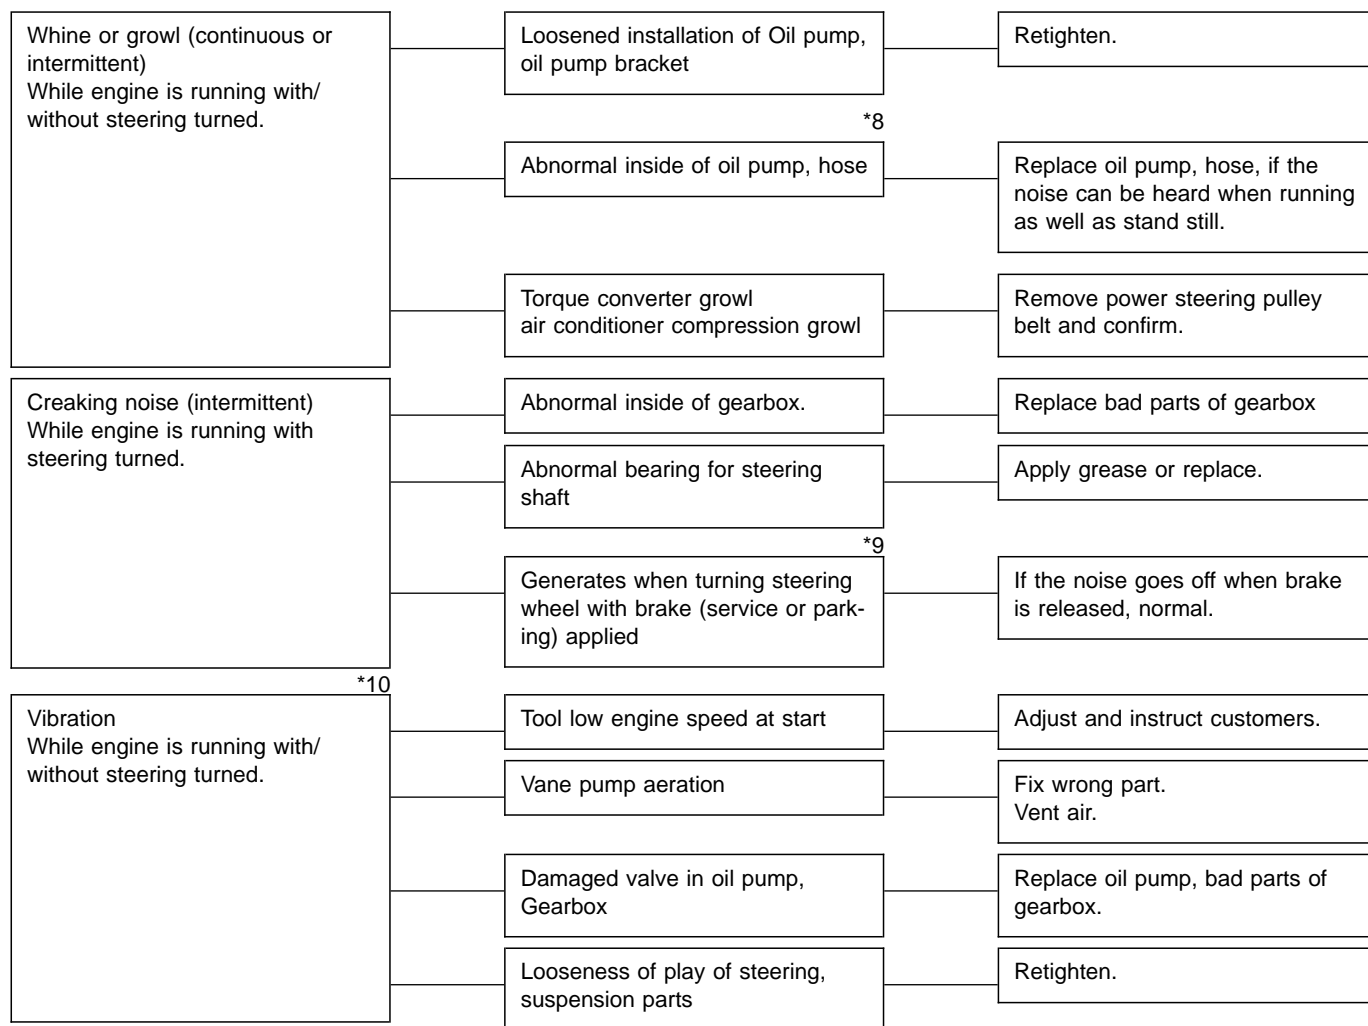 Whine or growl (continuous or
intermittent)
While engine is running with/
without steering turned.
Loosened installation of Oil pump,
oil pump bracket
Retighten.
*8
Abnormal inside of oil pump, hose
Replace oil pump, hose, if the
noise can be heard when running
as well as stand still.
Torque converter growl
air conditioner compression growl
Remove power steering pulley
belt and confirm.
Creaking noise (intermittent)
While engine is running with
steering turned.
Abnormal inside of gearbox.
Replace bad parts of gearbox
Abnormal bearing for steering
shaft
Apply grease or replace.
*9
Generates when turning steering
wheel with brake (service or park-
ing) applied
If the noise goes off when brake
is released, normal.
*10
Vibration
While engine is running with/
without steering turned.
Tool low engine speed at start
Adjust and instruct customers.
Vane pump aeration
Fix wrong part.
Vent air.
Damaged valve in oil pump,
Gearbox
Replace oil pump, bad parts of
gearbox.
Looseness of play of steering,
suspension parts
Retighten.